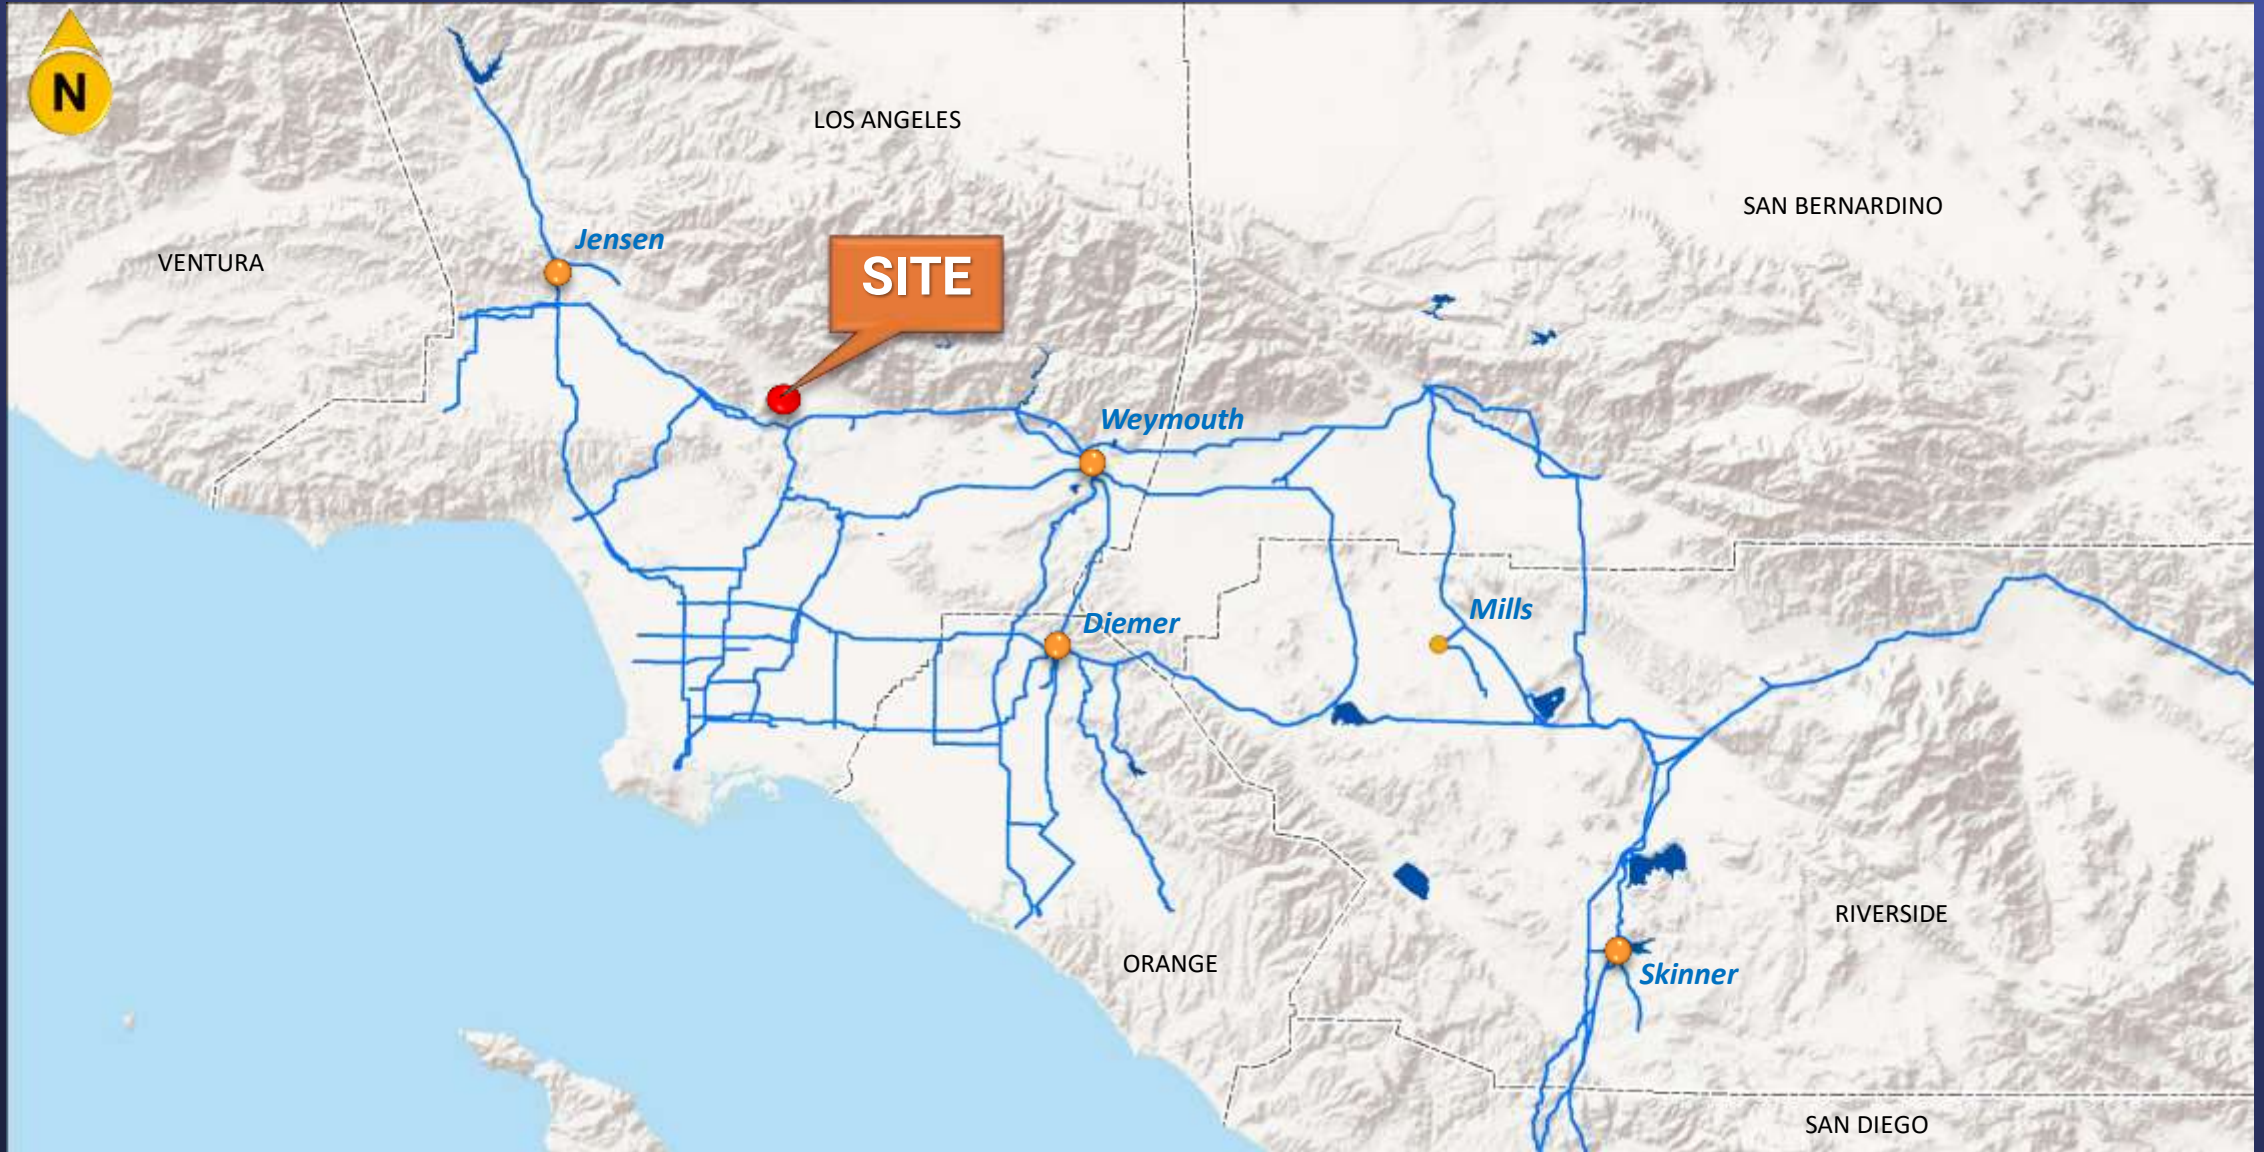 N
LOS ANGELES
SAN BERNARDINO
Jensen
VENTURA
SITE
Weymouth
Mills
Diemer
RIVERSIDE
ORANGE
Skinner
SAN DIEGO